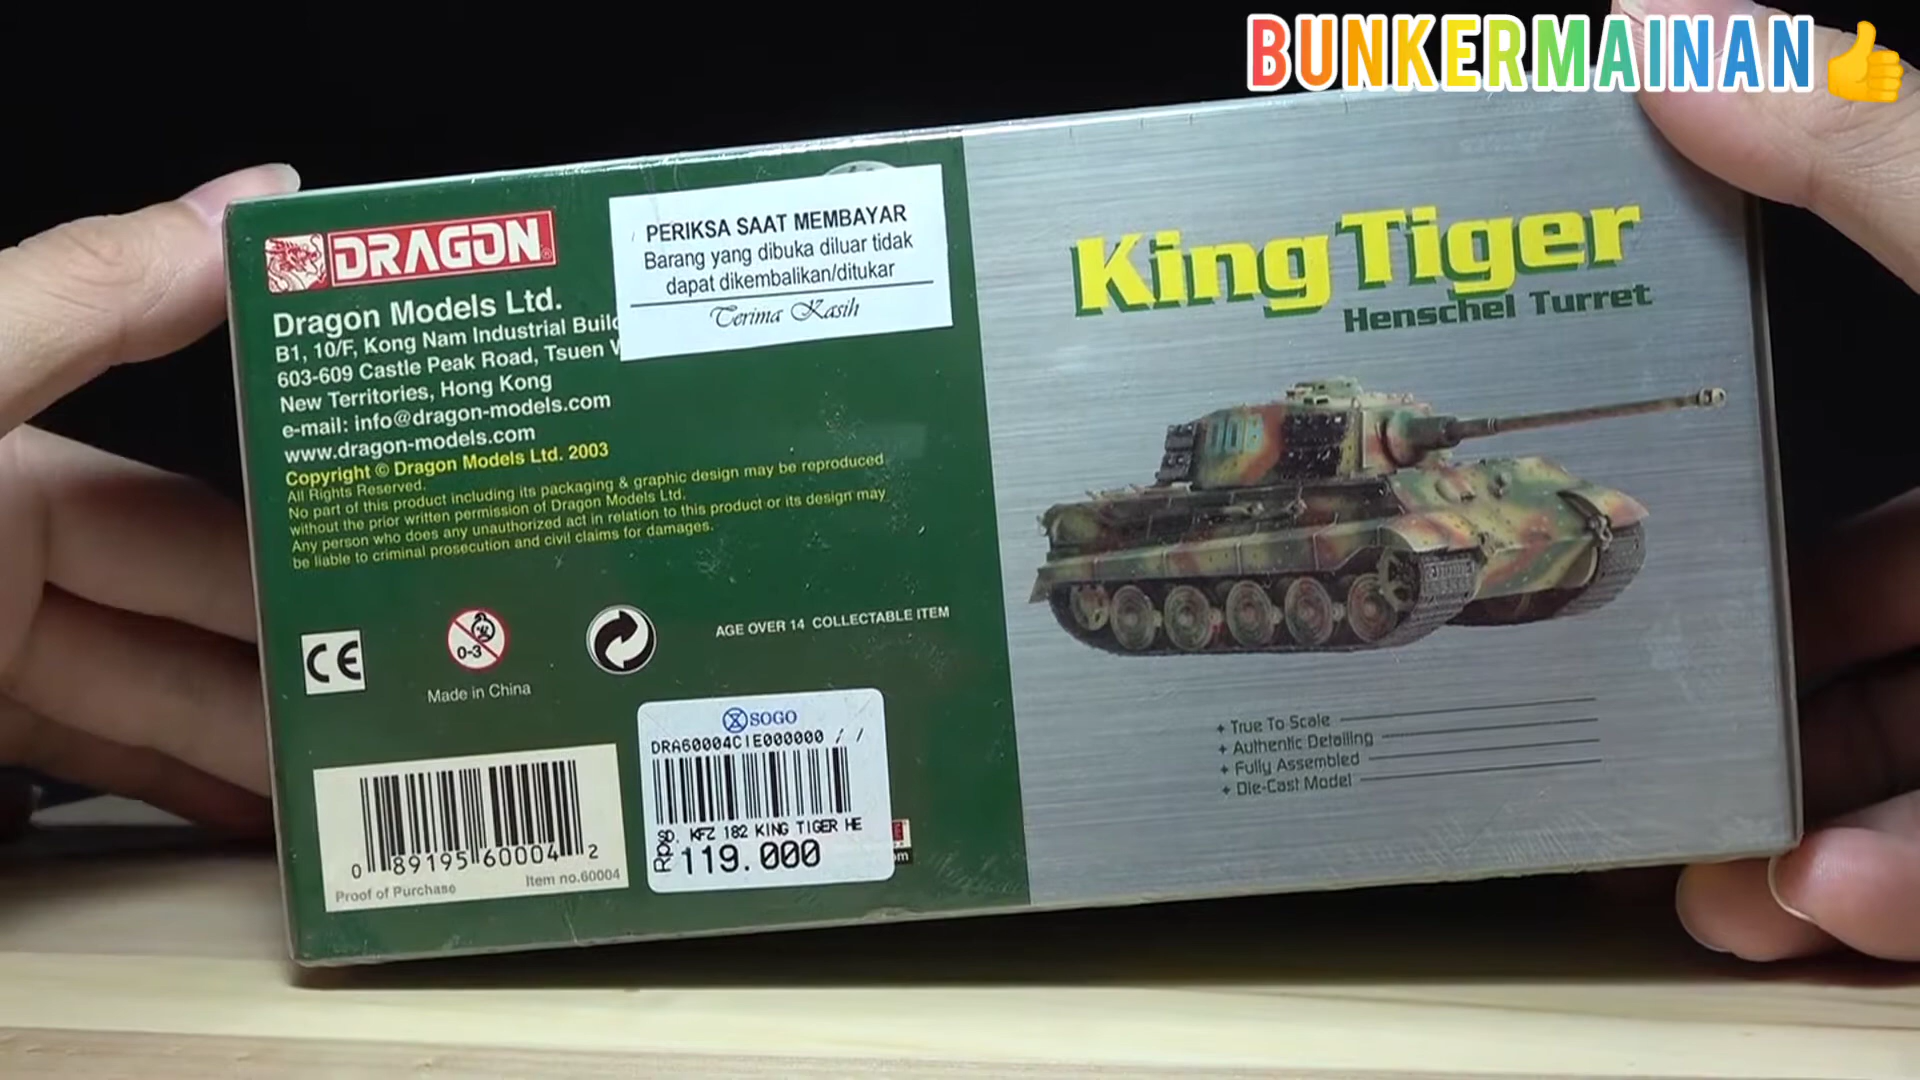 BUNKERMAINAN
DRAGON
Dragon Models Ltd.
B1, 10/F, Kong Nam Industrial
603-609 Castle Peak Road, Tsuen
New Territories, Hong Kong
e-mail: info@dragon-models.com
www.dragon-models.com
Copyright © Dragon Models Ltd. 2003
All Rights Reserved.
No part of this product including its packaging & graphic design may be reproduced
without the prior written permission of Dragon Models Ltd.
Any person who does any unauthorized act in relation to this product or its design may
be liable to criminal prosecution and civil claims for damages.
PERIKSA SAAT MEMBAYAR
Barang yang dibuka diluar tidak
dapat dikembalikan/ditukar
Terima Kasih
CE
0-3
Made in China
AGE OVER 14 COLLECTABLE ITEM
0 89195 60004 2
Proof of Purchase Item no.60004
SOGO
DRA60004CIE000000 / /
SD. KFZ 182 KING TIGER HE
Rps 119.000
King Tiger
Henschel Turret
+ True To Scale
+ Authentic Detailing
+ Fully Assembled
+ Die-Cast Model